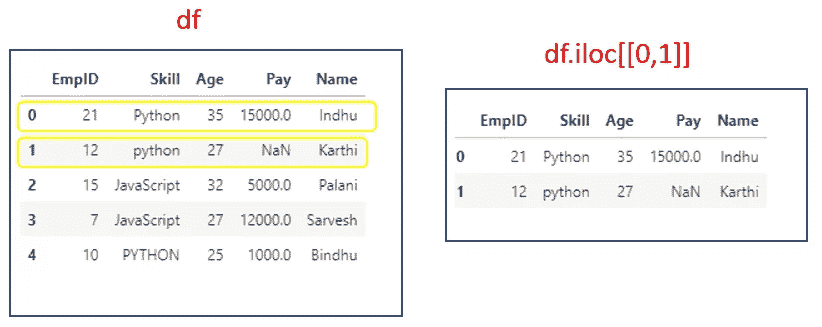 df
EmpID Skill Age Pay Name
0 21 Python 35 15000.0 Indhu
1 12 python 27 NaN Karthi
2 15 JavaScript 32 5000.0 Palani
3 7 JavaScript 27 12000.0 Sarvesh
4 10 PYTHON 25 1000.0 Bindhu
df.iloc[[0,1]]
EmpID Skill Age Pay Name
0 21 Python 35 15000.0 Indhu
1 12 python 27 NaN Karthi